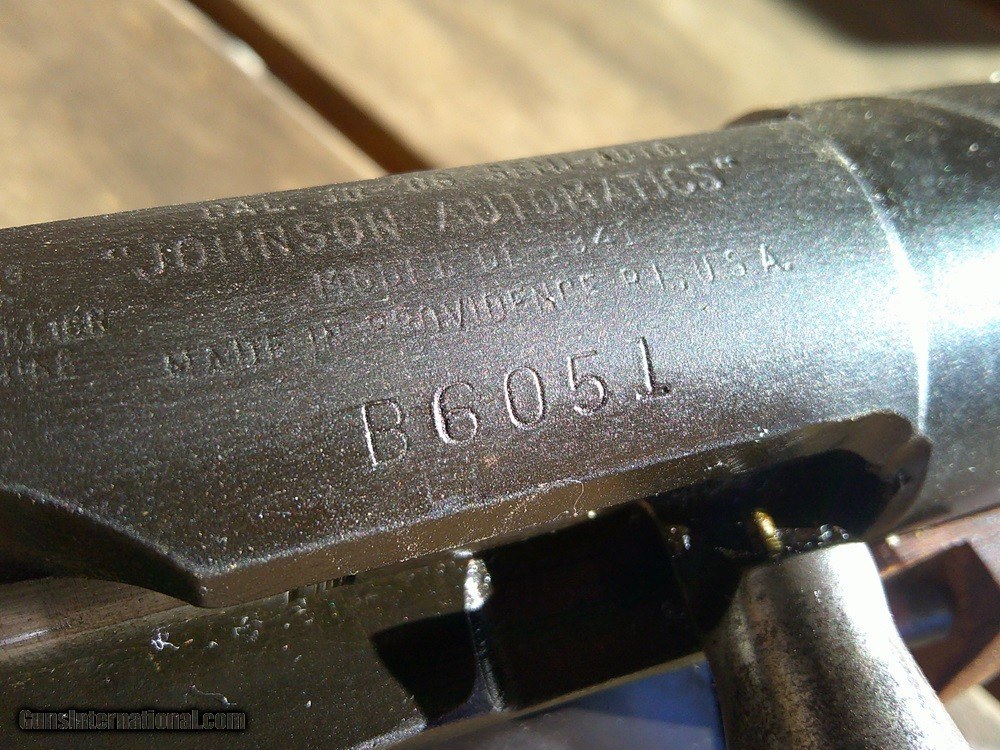 CAL. 30-06 SEMI-AUTO.
"JOHNSON AUTOMATICS"
MODEL OF 1941
MADE IN PROVIDENCE R.I., U.S.A.
B6051
GunsInternational.com